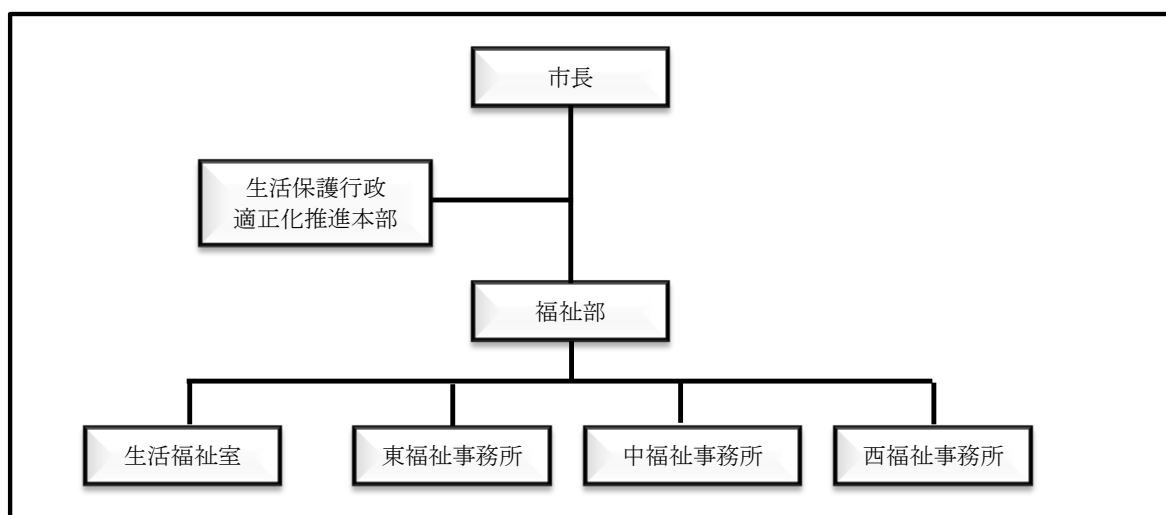 市長
生活保護行政
適正化推進本部
福祉部
生活福祉室
東福祉事務所
中福祉事務所
西福祉事務所